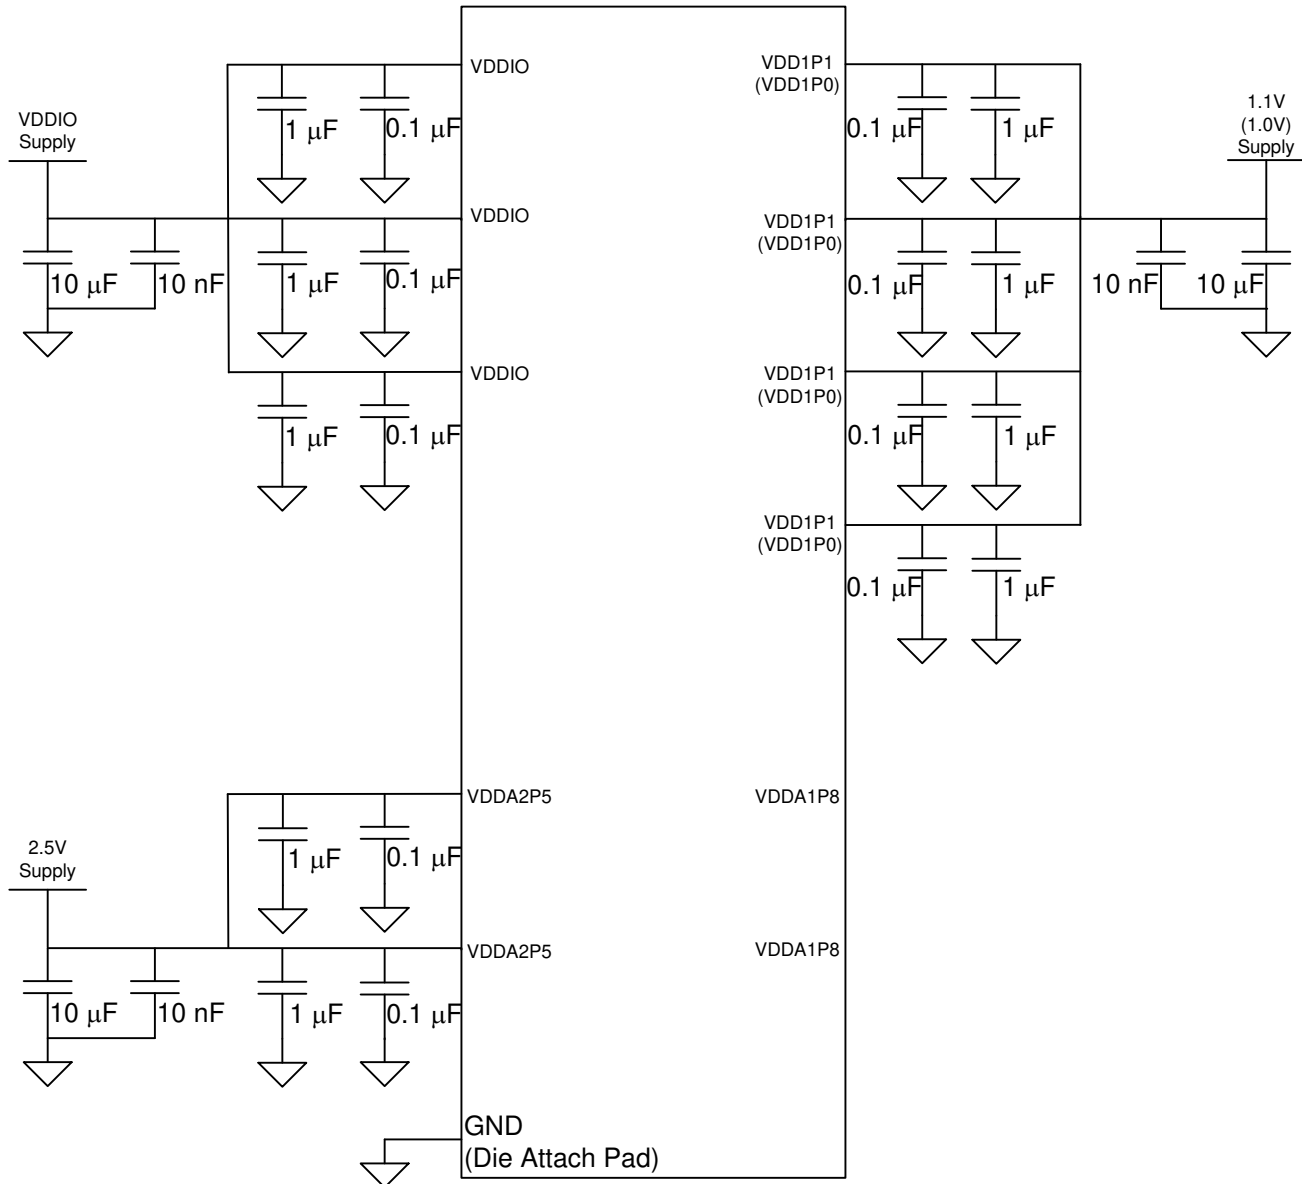 VDDIO
Supply
10 µF
10 nF
VDDIO
1 µF
0.1 µF
VDDIO
1 µF
0.1 µF
VDDIO
1 µF
0.1 µF
VDD1P1
(VDD1P0)
0.1 µF
1 µF
VDD1P1
(VDD1P0)
0.1 µF
1 µF
VDD1P1
(VDD1P0)
0.1 µF
1 µF
VDD1P1
(VDD1P0)
0.1 µF
1 µF
1.1V
(1.0V)
Supply
10 nF
10 µF
2.5V
Supply
10 µF
10 nF
VDDA2P5
1 µF
0.1 µF
VDDA2P5
1 µF
0.1 µF
VDDA1P8
VDDA1P8
GND
(Die Attach Pad)